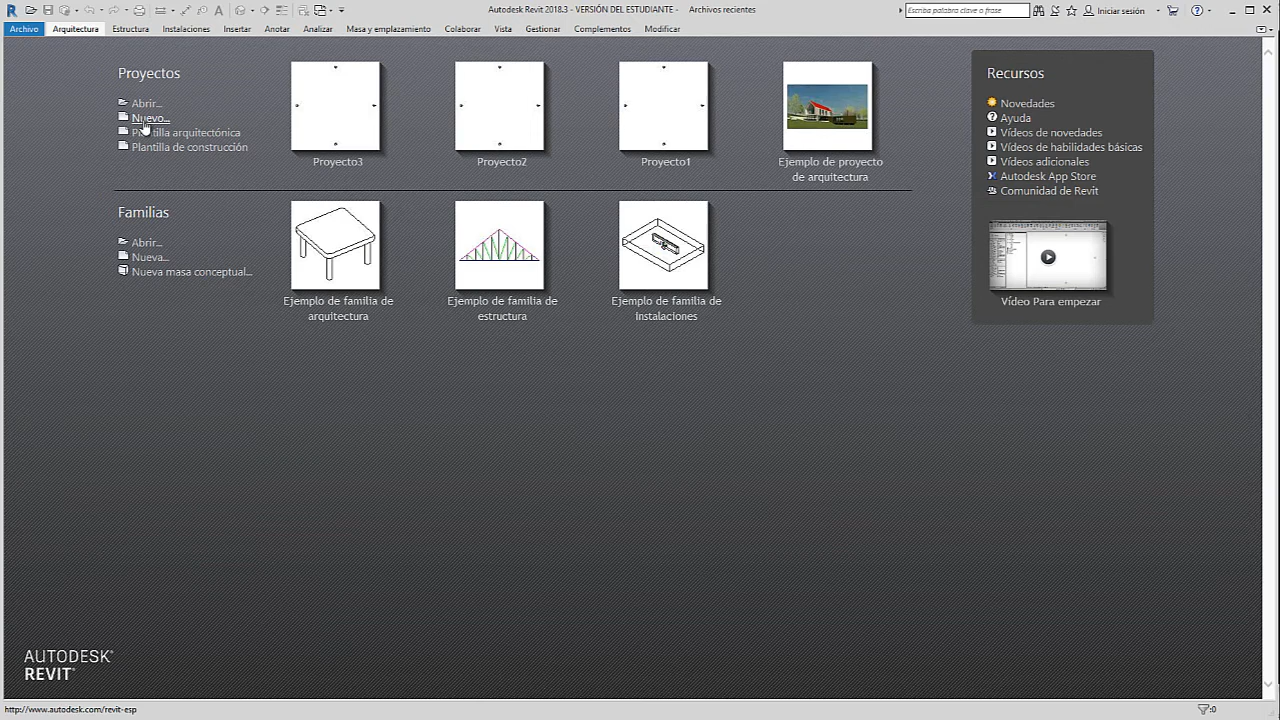 Autodesk Revit 2018.3 - VERSIÓN DEL ESTUDIANTE - Archivos recientes
Escriba palabra clave o frase
Iniciar sesión
Archivo Arquitectura Estructura Instalaciones Insertar Anotar Analizar Masa y emplazamiento Colaborar Vista Gestionar Complementos Modificar
Proyectos
Abrir...
Nuevo...
Plantilla arquitectónica
Plantilla de construcción
Proyecto3
Proyecto2
Proyecto1
Ejemplo de proyecto
de arquitectura
Familias
Abrir...
Nueva...
Nueva masa conceptual...
Ejemplo de familia de
arquitectura
Ejemplo de familia de
estructura
Ejemplo de familia de
Instalaciones
Recursos
Novedades
Ayuda
Vídeos de novedades
Vídeos de habilidades básicas
Vídeos adicionales
Autodesk App Store
Comunidad de Revit
Vídeo Para empezar
AUTODESK®
REVIT®
http://www.autodesk.com/revit-esp
:0